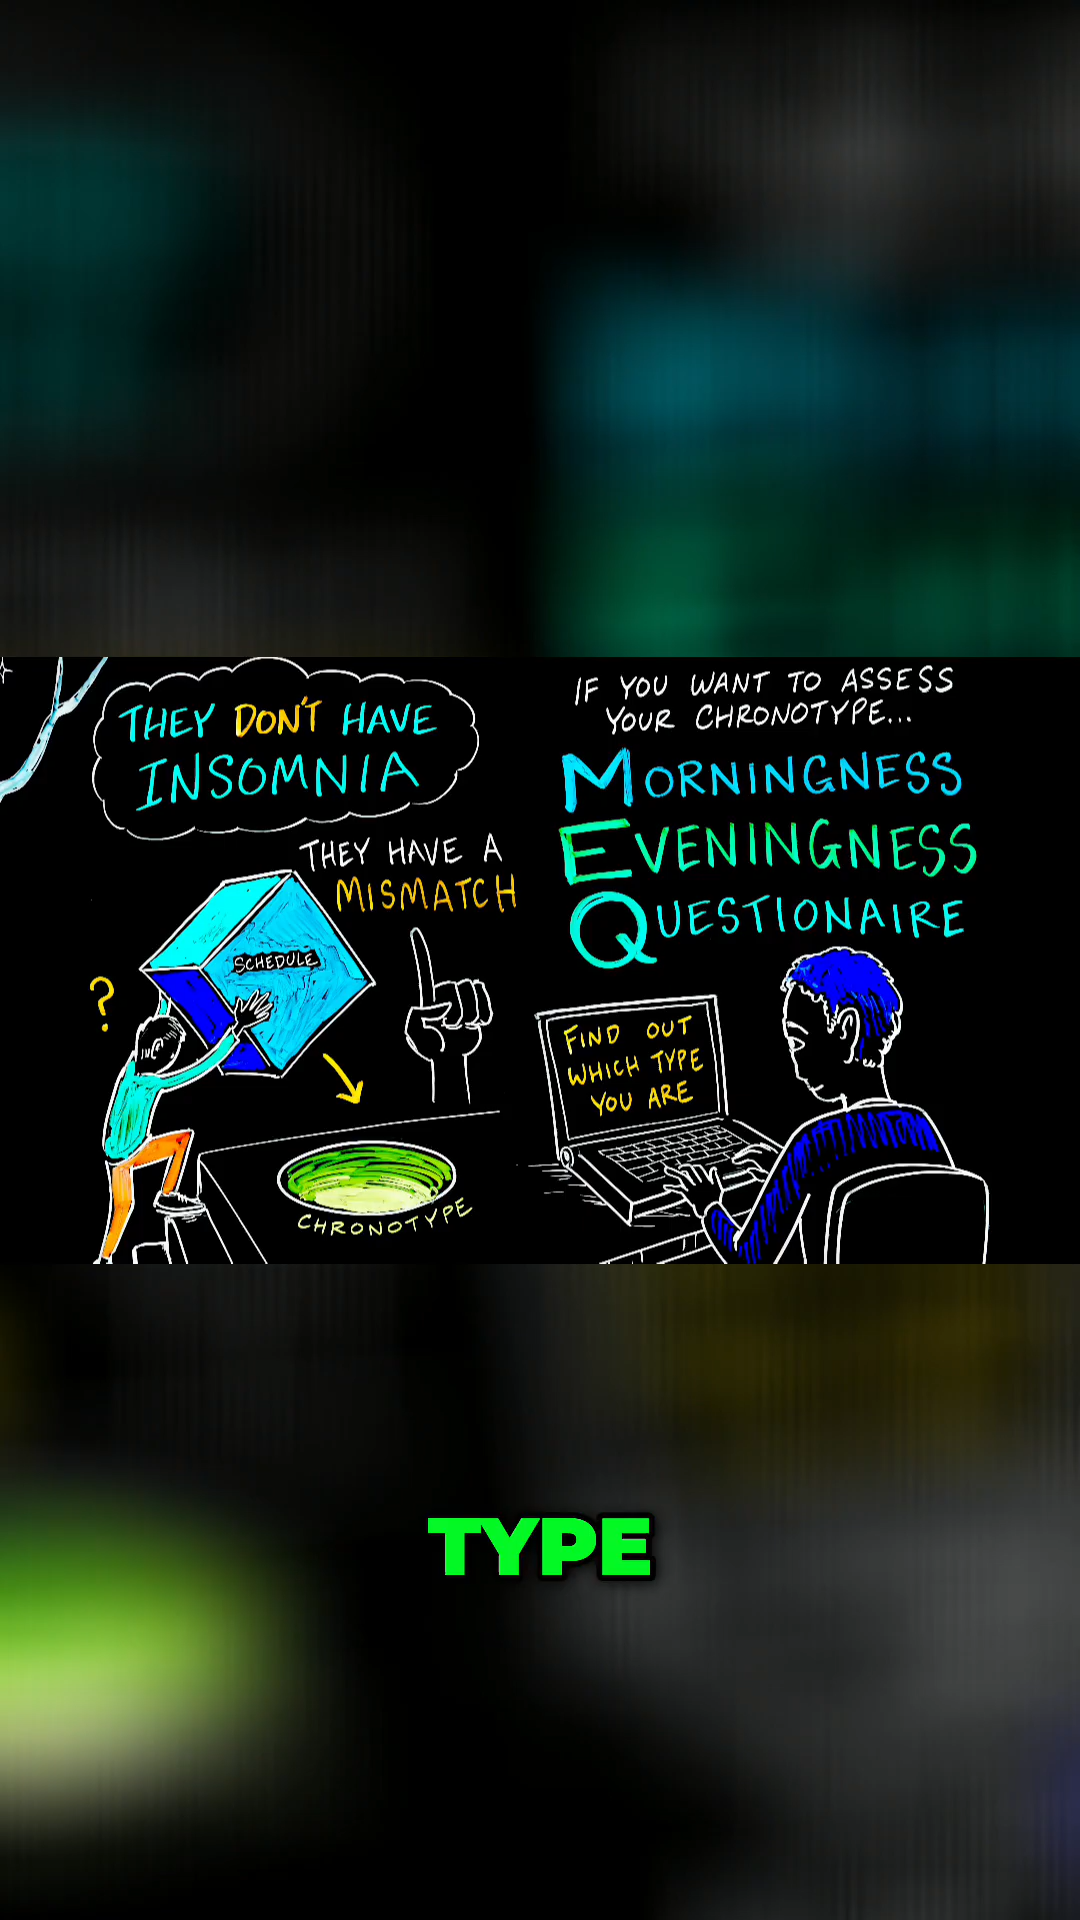 THEY DON'T HAVE
INSOMNIA
THEY HAVE A
MISMATCH
SCHEDULE
?
CHRONOTYPE
IF YOU WANT TO ASSESS
YOUR CHRONOTYPE...
MORNINGNESS
EVENINGNESS
QUESTIONAIRE
FIND OUT
WHICH TYPE
YOU ARE
TYPE